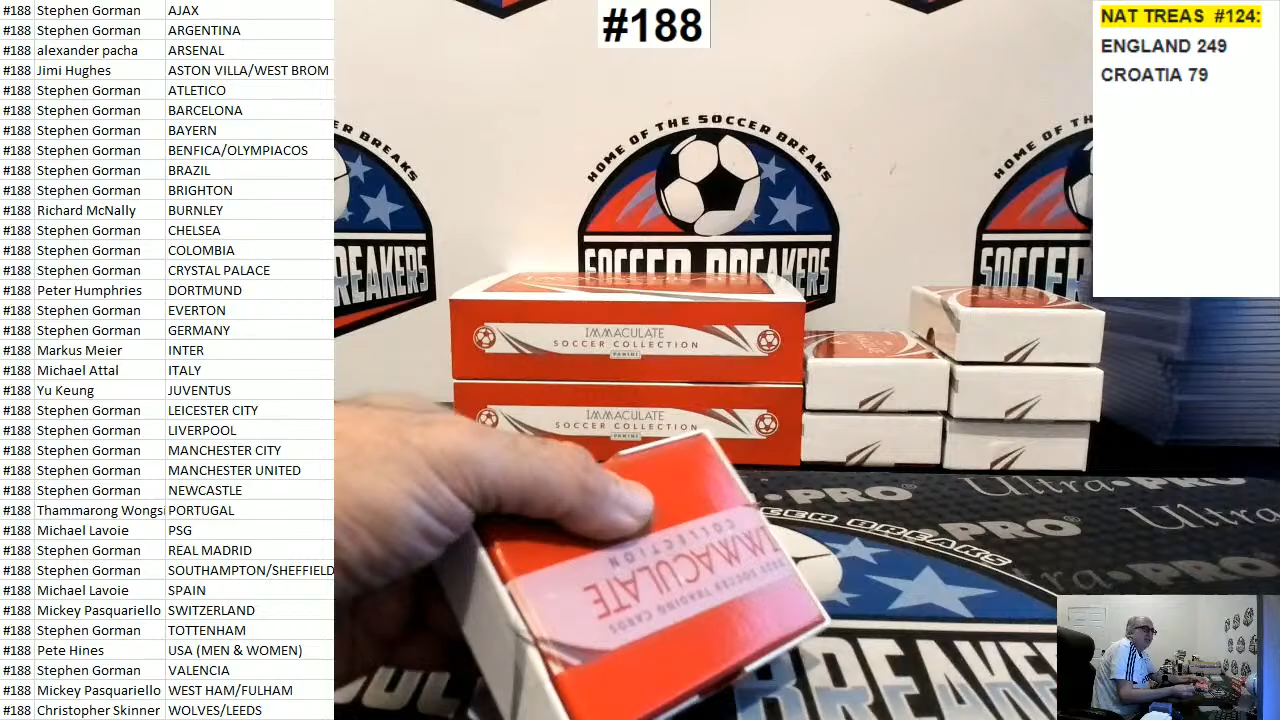 #188 Stephen Gorman AJAX
#188 Stephen Gorman ARGENTINA
#188 alexander pacha ARSENAL
#188 Jimi Hughes ASTON VILLA/WEST BROM
#188 Stephen Gorman ATLETICO
#188 Stephen Gorman BARCELONA
#188 Stephen Gorman BAYERN
#188 Stephen Gorman BENFICA/OLYMPIACOS
#188 Stephen Gorman BRAZIL
#188 Stephen Gorman BRIGHTON
#188 Richard McNally BURNLEY
#188 Stephen Gorman CHELSEA
#188 Stephen Gorman COLOMBIA
#188 Stephen Gorman CRYSTAL PALACE
#188 Peter Humphries DORTMUND
#188 Stephen Gorman EVERTON
#188 Stephen Gorman GERMANY
#188 Markus Meier INTER
#188 Michael Attal ITALY
#188 Yu Keung JUVENTUS
#188 Stephen Gorman LEICESTER CITY
#188 Stephen Gorman LIVERPOOL
#188 Stephen Gorman MANCHESTER CITY
#188 Stephen Gorman MANCHESTER UNITED
#188 Stephen Gorman NEWCASTLE
#188 Thammarong Wongsi PORTUGAL
#188 Michael Lavoie PSG
#188 Stephen Gorman REAL MADRID
#188 Stephen Gorman SOUTHAMPTON/SHEFFIELD
#188 Michael Lavoie SPAIN
#188 Mickey Pasquariello SWITZERLAND
#188 Stephen Gorman TOTTENHAM
#188 Pete Hines USA (MEN & WOMEN)
#188 Stephen Gorman VALENCIA
#188 Mickey Pasquariello WEST HAM/FULHAM
#188 Christopher Skinner WOLVES/LEEDS
#188
NAT TREAS #124:
ENGLAND 249
CROATIA 79
HOME OF THE SOCCER BREAKS
SOCCER BREAKERS
IMMACULATE
SOCCER COLLECTION
PANINI
IMMACULATE
SOCCER COLLECTION
PANINI
2021 SOCCER TRADING CARDS
IMMACULATE
COLLECTION
Ultra PRO
Ultra PRO
SOCCER BREAKS
BREAKE